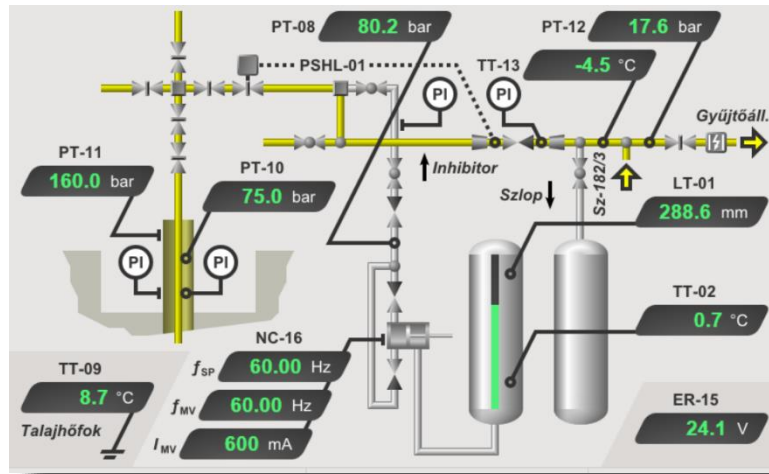 PT-08
80.2 bar
PT-12
17.6 bar
PSHL-01
TT-13
-4.5 °C
PI
PI
Gyűjtőáll.
PT-11
160.0 bar
PT-10
75.0 bar
Inhibitor
Szlop
Sz-182/3
LT-01
288.6 mm
PI
PI
TT-02
0.7 °C
NC-16
fSP 60.00 Hz
fMV 60.00 Hz
IMV 600 mA
TT-09
8.7 °C
Talajhőfok
ER-15
24.1 V